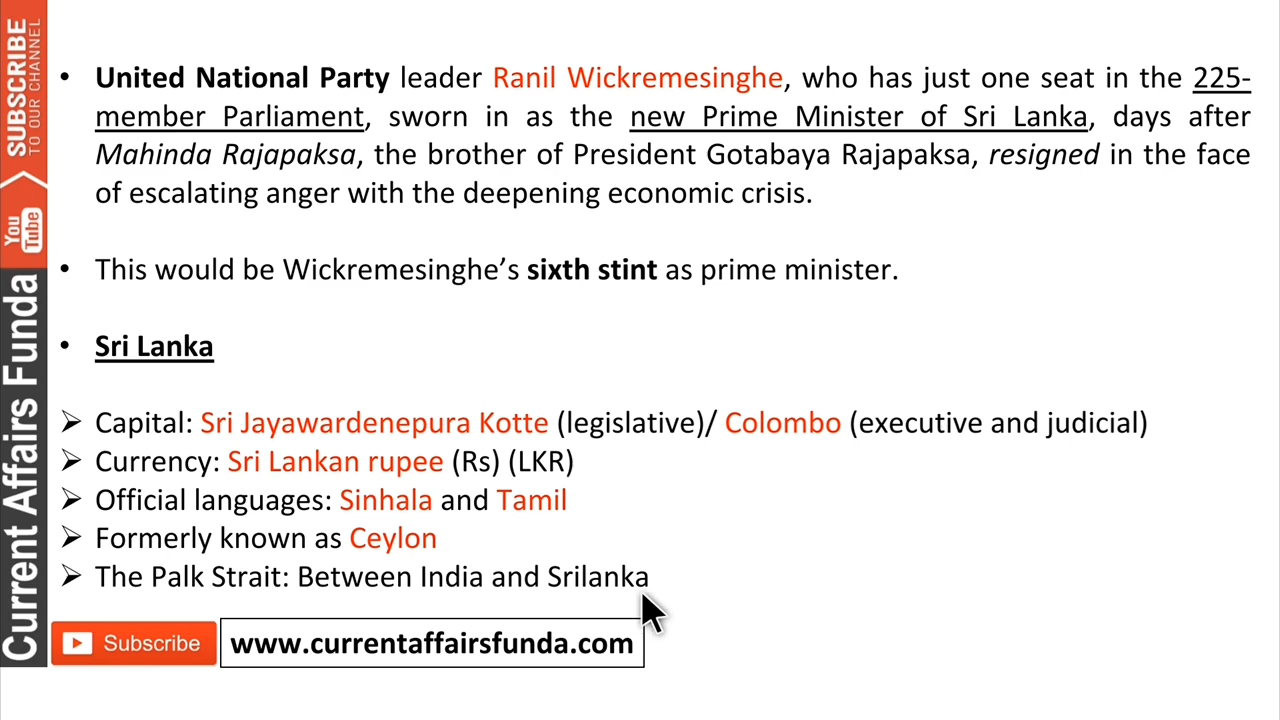 SUBSCRIBE
TO OUR CHANNEL
You
Tube
Current Affairs Funda
• United National Party leader Ranil Wickremesinghe, who has just one seat in the 225-
member Parliament, sworn in as the new Prime Minister of Sri Lanka, days after
Mahinda Rajapaksa, the brother of President Gotabaya Rajapaksa, resigned in the face
of escalating anger with the deepening economic crisis.
• This would be Wickremesinghe’s sixth stint as prime minister.
• Sri Lanka
➢ Capital: Sri Jayawardenepura Kotte (legislative)/ Colombo (executive and judicial)
➢ Currency: Sri Lankan rupee (Rs) (LKR)
➢ Official languages: Sinhala and Tamil
➢ Formerly known as Ceylon
➢ The Palk Strait: Between India and Srilanka
Subscribe
www.currentaffairsfunda.com